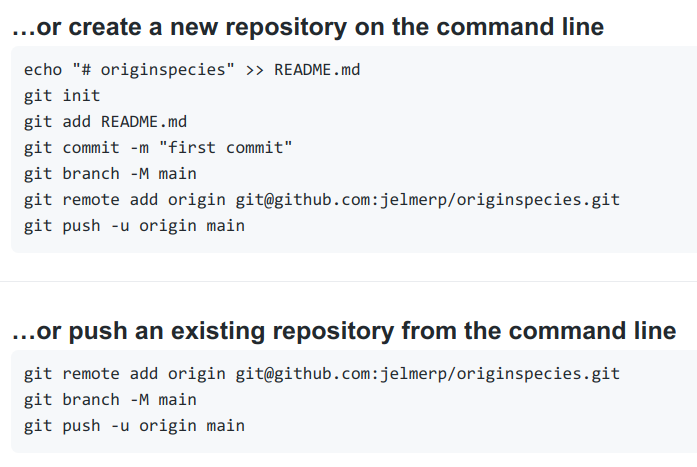 …or create a new repository on the command line
echo "# originspecies" >> README.md
git init
git add README.md
git commit -m "first commit"
git branch -M main
git remote add origin git@github.com:jelmerp/originspecies.git
git push -u origin main
…or push an existing repository from the command line
git remote add origin git@github.com:jelmerp/originspecies.git
git branch -M main
git push -u origin main